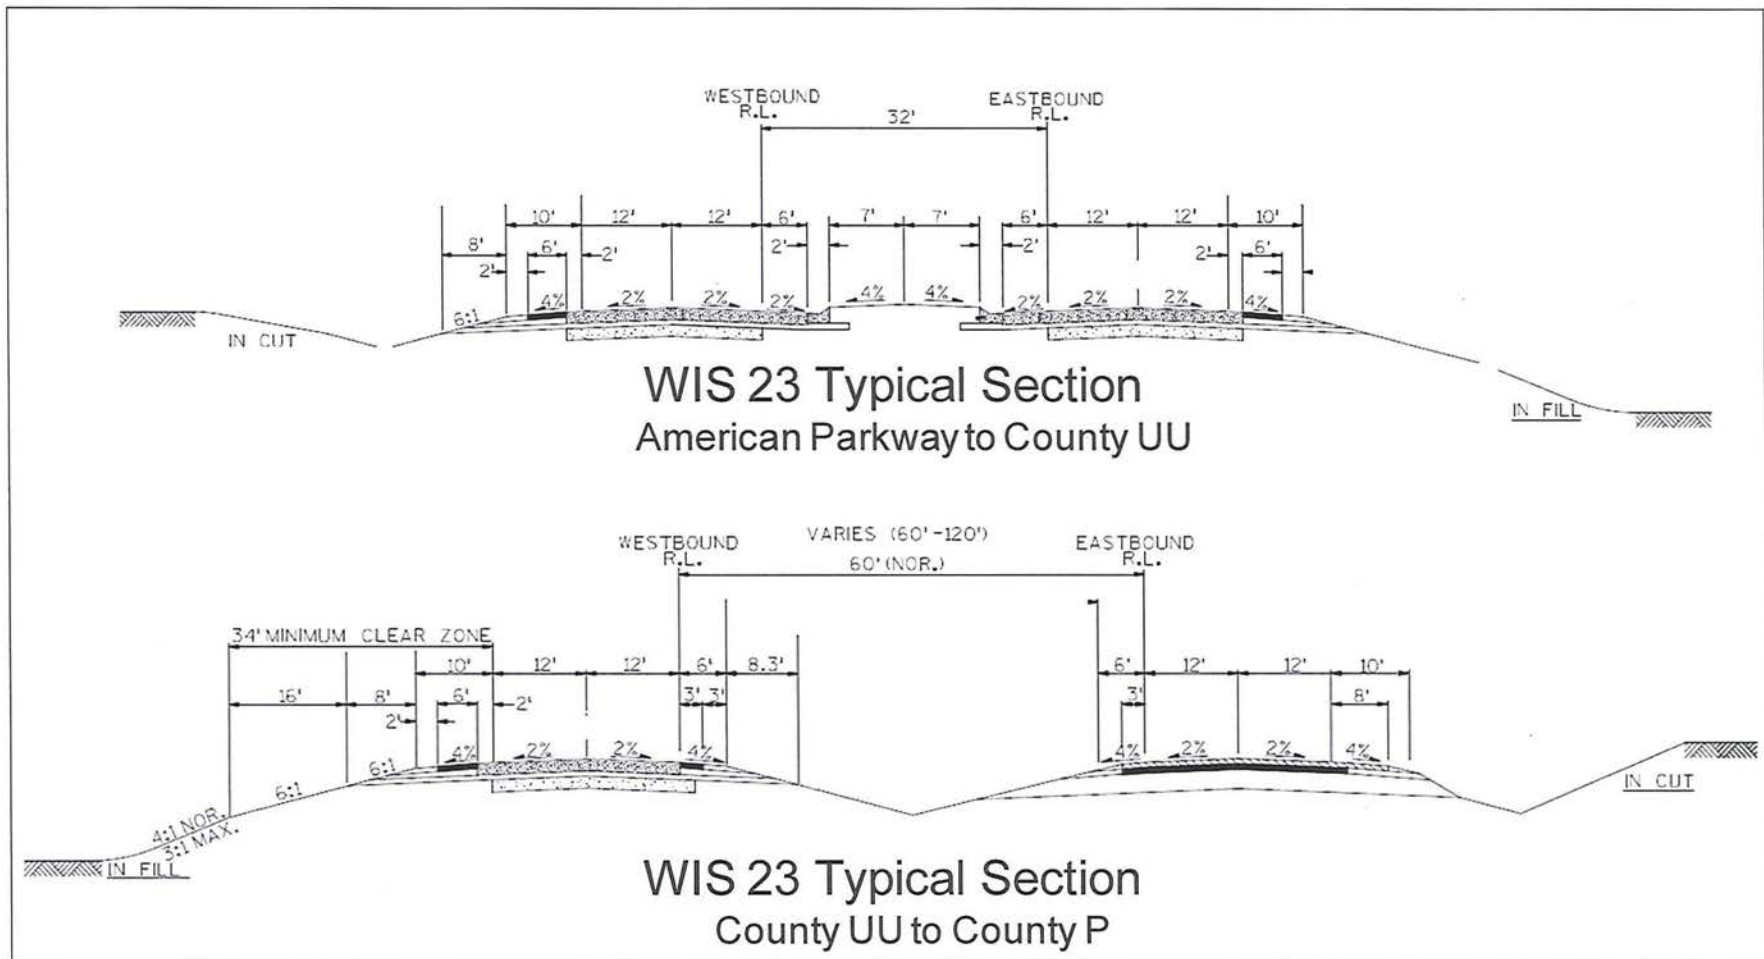 WESTBOUND EASTBOUND
R.L. R.L.
32'
10' 12' 12' 6' 7' 7' 6' 12' 12' 10'
8' 6' 2' 2' 2' 2' 6'
2'
6:1 4% 2% 2% 2% 4% 4% 2% 2% 2% 4%
IN CUT
WIS 23 Typical Section
American Parkway to County UU
IN FILL
VARIES (60'-120')
WESTBOUND EASTBOUND
R.L. 60' (NOR.) R.L.
34' MINIMUM CLEAR ZONE
10' 12' 12' 6' 8.3' 6' 12' 12' 10'
16' 8' 6' 2' 3' 3' 3' 8'
2'
4:1 NOR. 6:1 6:1 4% 2% 2% 4% 4% 2% 2% 4%
3:1 MAX.
IN FILL IN CUT
WIS 23 Typical Section
County UU to County P